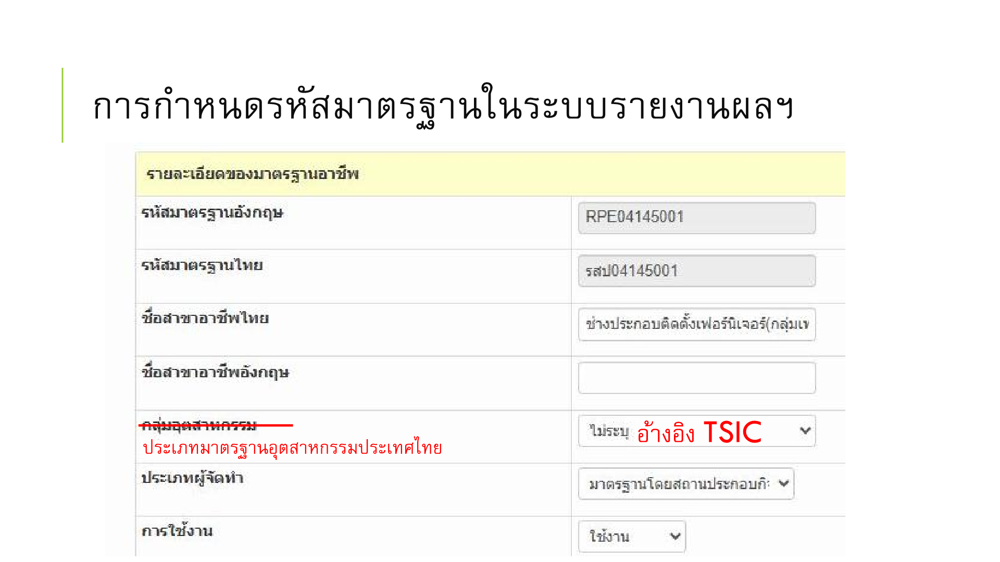 การกำหนดรหัสมาตรฐานในระบบรายงานผลฯ
รายละเอียดของมาตรฐานอาชีพ
รหัสมาตรฐานอังกฤษ RPE04145001
รหัสมาตรฐานไทย รสป04145001
ชื่อสาขาอาชีพไทย ช่างประกอบติดตั้งเฟอร์นิเจอร์(กลุ่มเฟ
ชื่อสาขาอาชีพอังกฤษ
กลุ่มอุตสาหกรรม ไม่ระบุ อ้างอิง TSIC
ประเภทมาตรฐานอุตสาหกรรมประเทศไทย
ประเภทผู้จัดทำ มาตรฐานโดยสถานประกอบกิ
การใช้งาน ใช้งาน